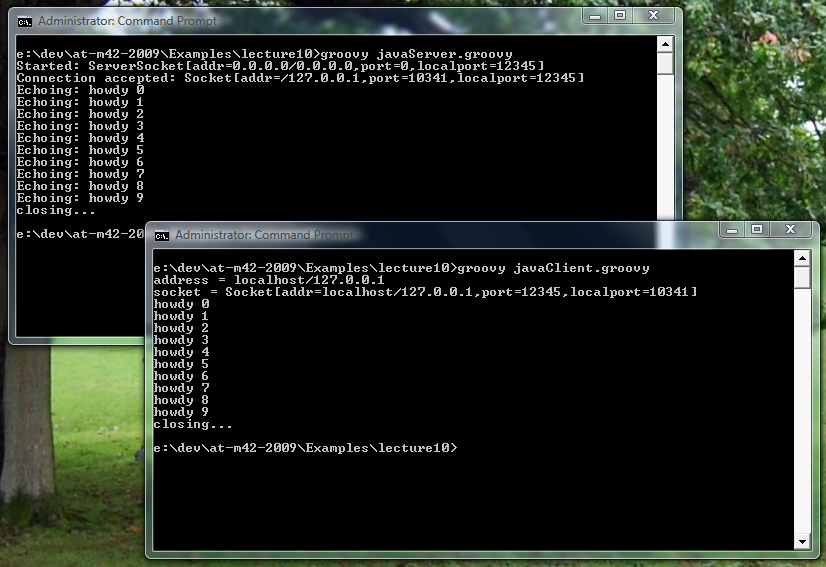 Administrator: Command Prompt
e:\dev\at-m42-2009\Examples\lecture10>groovy javaServer.groovy
Started: ServerSocket[addr=0.0.0.0/0.0.0.0,port=0,localport=12345]
Connection accepted: Socket[addr=/127.0.0.1,port=10341,localport=12345]
Echoing: howdy 0
Echoing: howdy 1
Echoing: howdy 2
Echoing: howdy 3
Echoing: howdy 4
Echoing: howdy 5
Echoing: howdy 6
Echoing: howdy 7
Echoing: howdy 8
Echoing: howdy 9
closing...
e:\dev\at-m42-20
Administrator: Command Prompt
e:\dev\at-m42-2009\Examples\lecture10>groovy javaClient.groovy
address = localhost/127.0.0.1
socket = Socket[addr=localhost/127.0.0.1,port=12345,localport=10341]
howdy 0
howdy 1
howdy 2
howdy 3
howdy 4
howdy 5
howdy 6
howdy 7
howdy 8
howdy 9
closing...
e:\dev\at-m42-2009\Examples\lecture10>